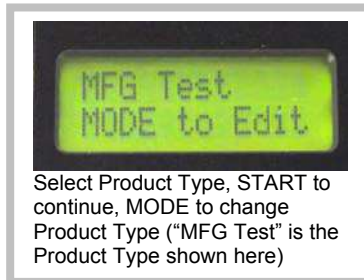 MFG Test
MODE to Edit
Select Product Type, START to
continue, MODE to change
Product Type (“MFG Test” is the
Product Type shown here)